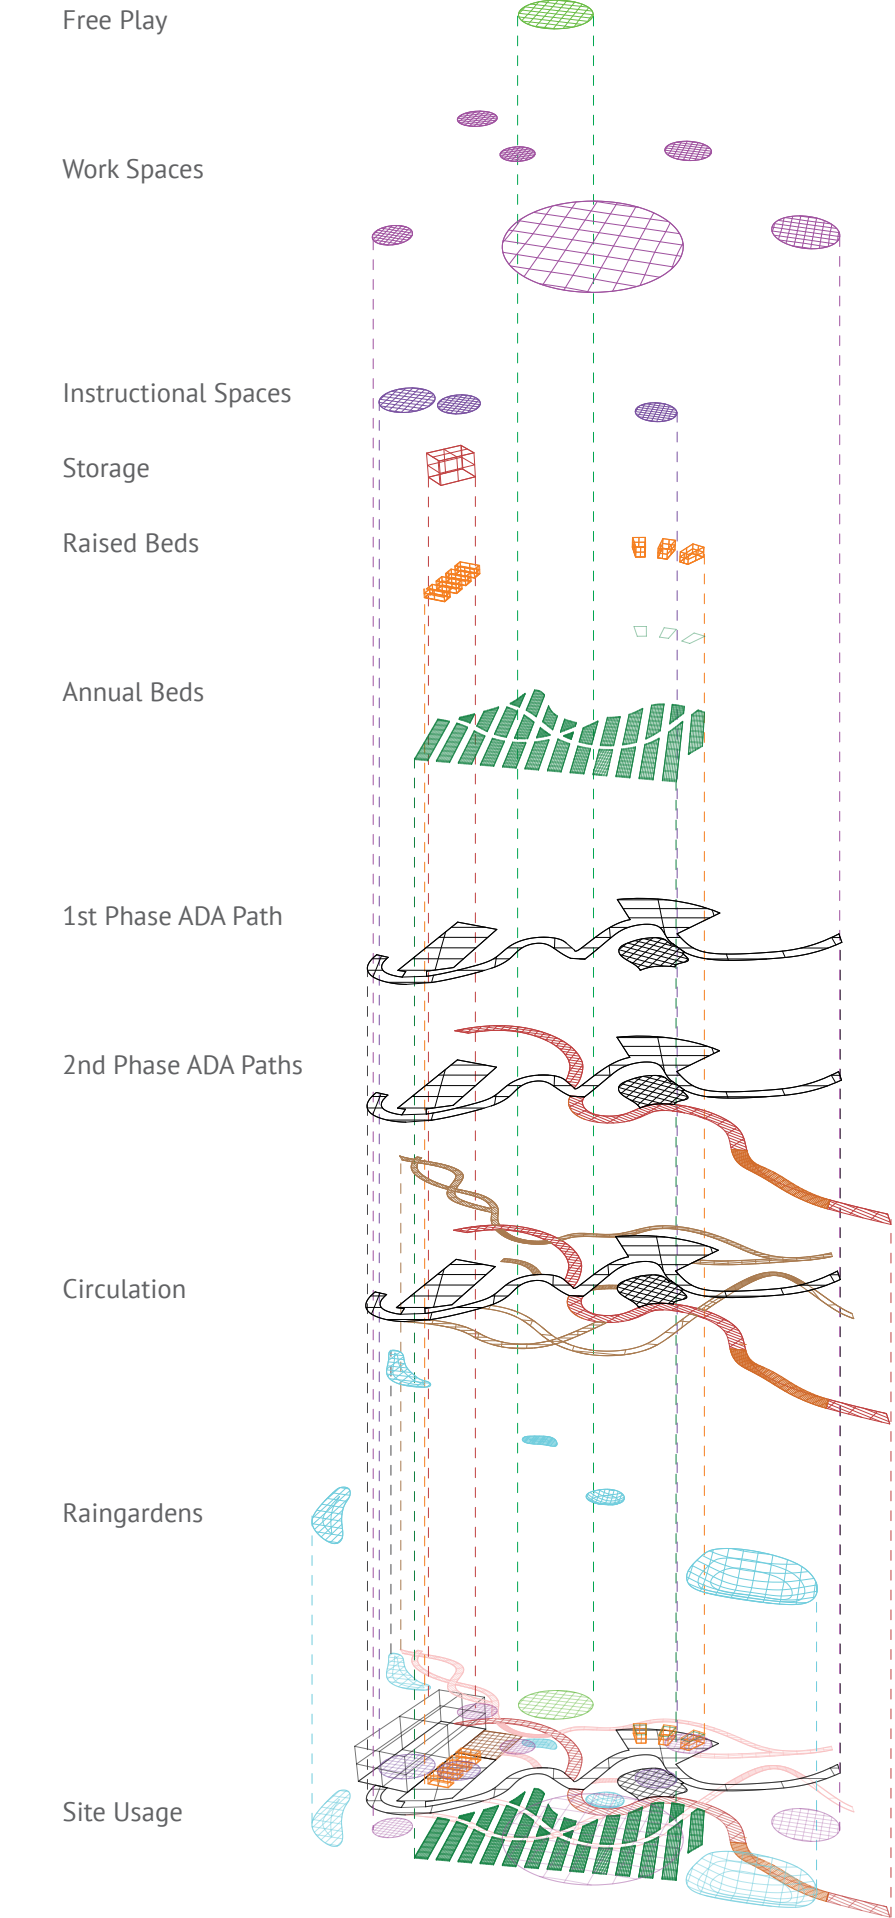 Free Play
Work Spaces
Instructional Spaces
Storage
Raised Beds
Annual Beds
1st Phase ADA Path
2nd Phase ADA Paths
Circulation
Raingardens
Site Usage